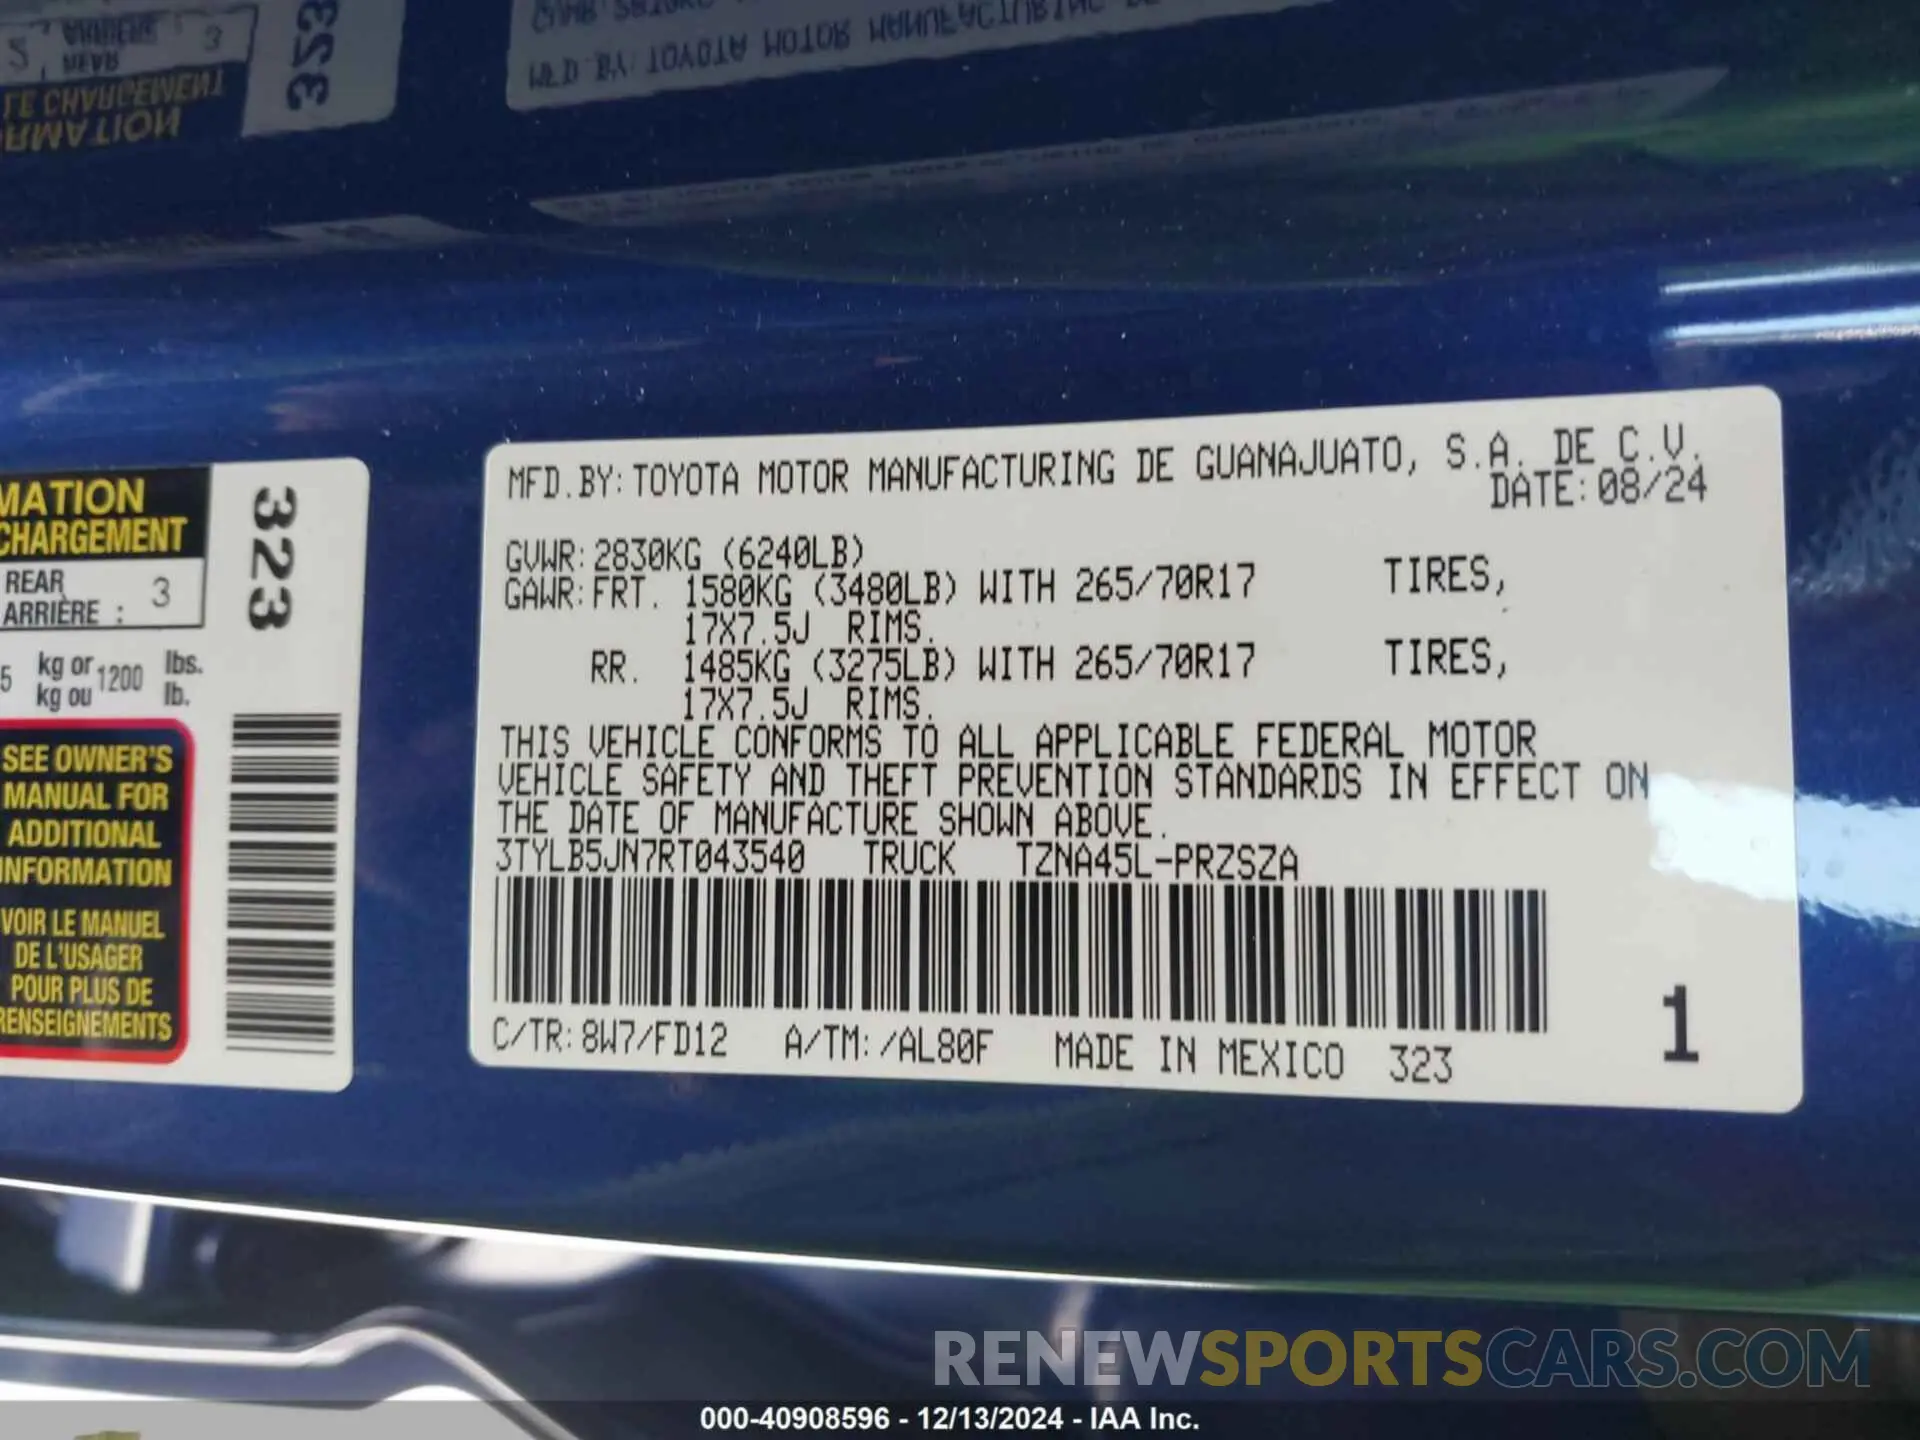 MATION
CHARGEMENT
REAR
ARRIÈRE : 3
5 kg or 1200 lbs.
kg ou lb.
SEE OWNER'S
MANUAL FOR
ADDITIONAL
INFORMATION
VOIR LE MANUEL
DE L'USAGER
POUR PLUS DE
RENSEIGNEMENTS
323
MFD.BY:TOYOTA MOTOR MANUFACTURING DE GUANAJUATO, S.A. DE C.V.
DATE:08/24
GVWR:2830KG (6240LB)
GAWR:FRT. 1580KG (3480LB) WITH 265/70R17 TIRES,
17X7.5J RIMS.
RR. 1485KG (3275LB) WITH 265/70R17 TIRES,
17X7.5J RIMS.
THIS VEHICLE CONFORMS TO ALL APPLICABLE FEDERAL MOTOR
VEHICLE SAFETY AND THEFT PREVENTION STANDARDS IN EFFECT ON
THE DATE OF MANUFACTURE SHOWN ABOVE.
3TYLB5JN7RT043540 TRUCK TZNA45L-PRZSZA
C/TR:8W7/FD12 A/TM:/AL80F MADE IN MEXICO 323
1
RENEWSPORTSCARS.COM
000-40908596 - 12/13/2024 - IAA Inc.